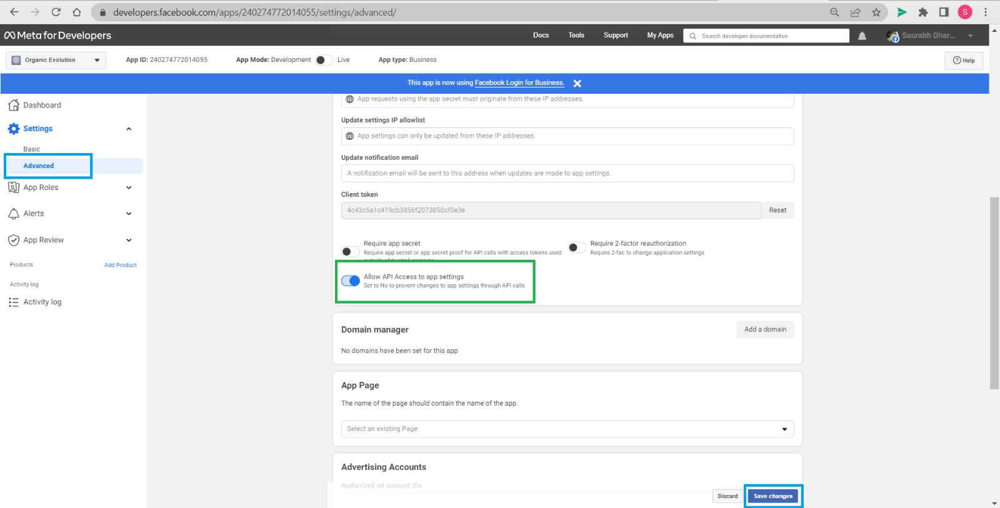 developers.facebook.com/apps/240274772014055/settings/advanced/
S
Meta for Developers
Docs
Tools
Support
My Apps
Search developer documentation
Saurabh Dhar...
Organic Evolution
App ID: 240274772014055
App Mode: Development
Live
App type: Business
Help
This app is now using Facebook Login for Business.
Dashboard
Settings
Basic
Advanced
App Roles
Alerts
App Review
Products
Add Product
Activity log
Activity log
App requests using the app secret must originate from these IP addresses.
Update settings IP allowlist
App settings can only be updated from these IP addresses.
Update notification email
A notification email will be sent to this address when updates are made to app settings.
Client token
4c43c5a1c419cb3856f2073850cf0e3e
Reset
Require app secret
Require app secret or app secret proof for API calls with access tokens used
Require 2-factor reauthorization
Require 2-fac to change application settings
Allow API Access to app settings
Set to No to prevent changes to app settings through API calls
Domain manager
Add a domain
No domains have been set for this app
App Page
The name of the page should contain the name of the app.
Select an existing Page
Advertising Accounts
Authorized ad account IDs
Discard
Save changes